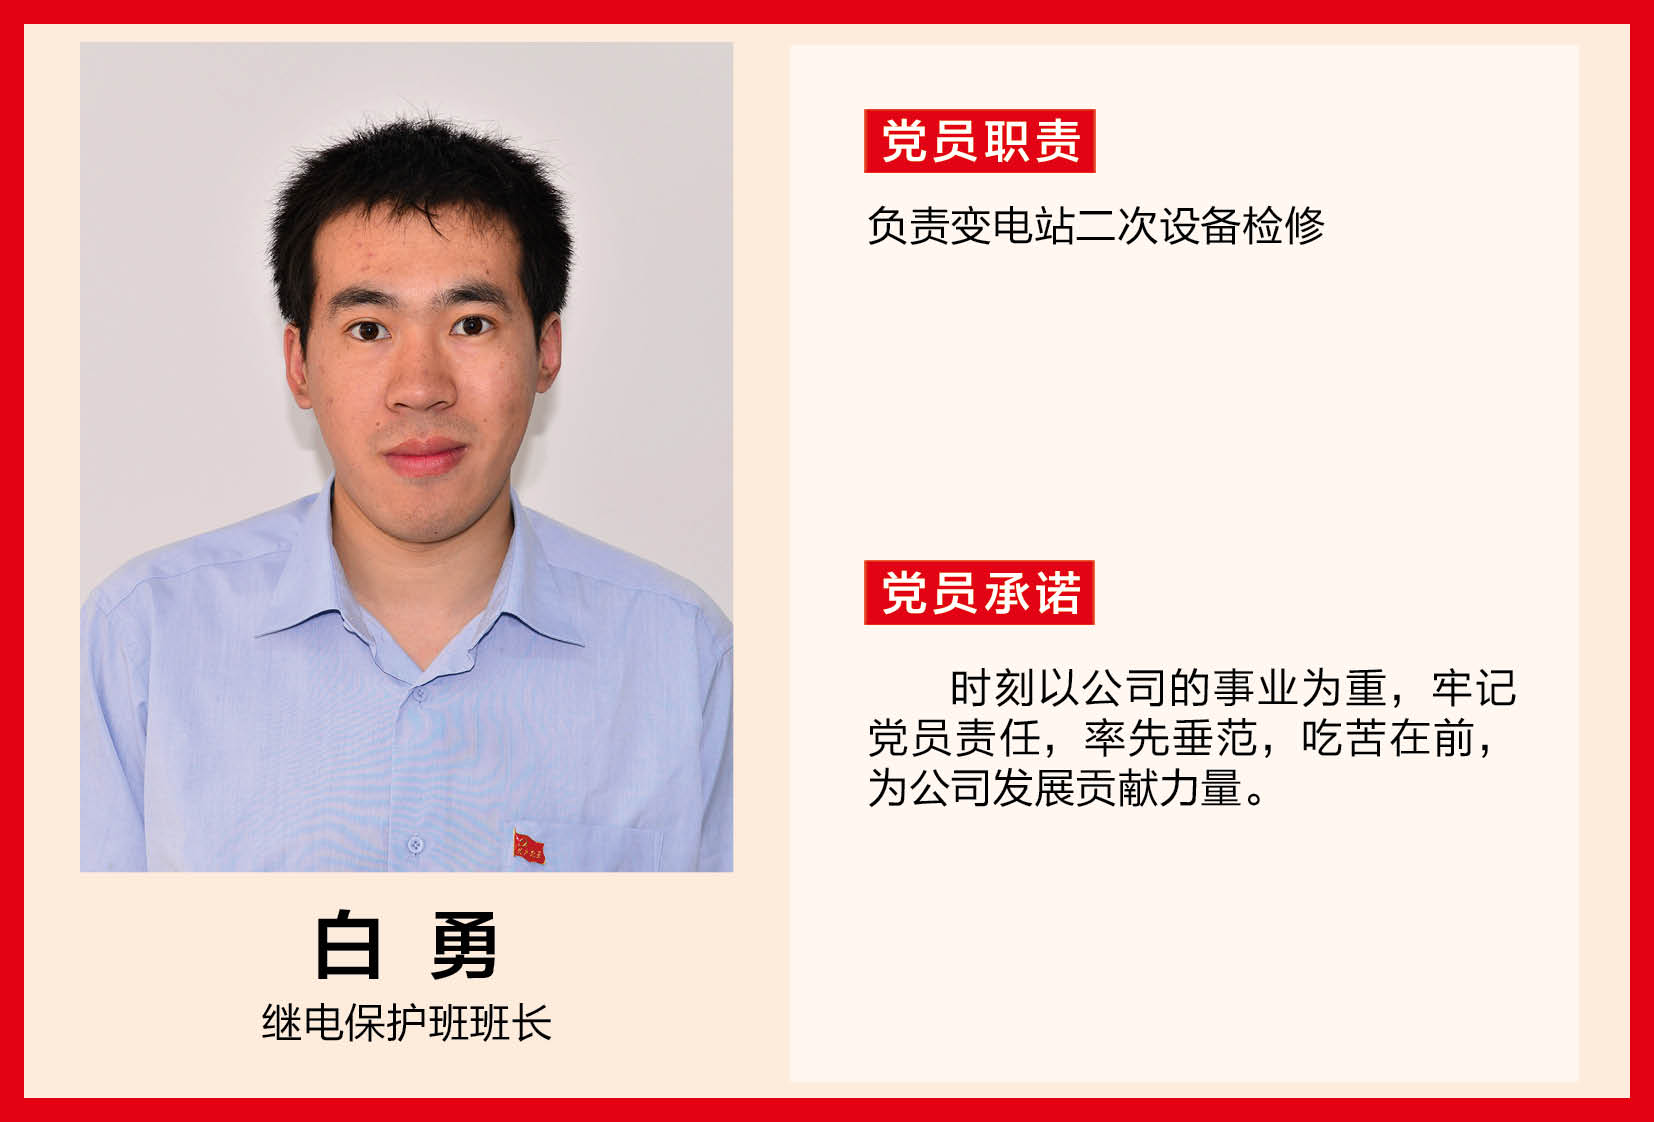 党员职责
负责变电站二次设备检修
党员承诺
时刻以公司的事业为重，牢记
党员责任，率先垂范，吃苦在前，
为公司发展贡献力量。
白 勇
继电保护班班长